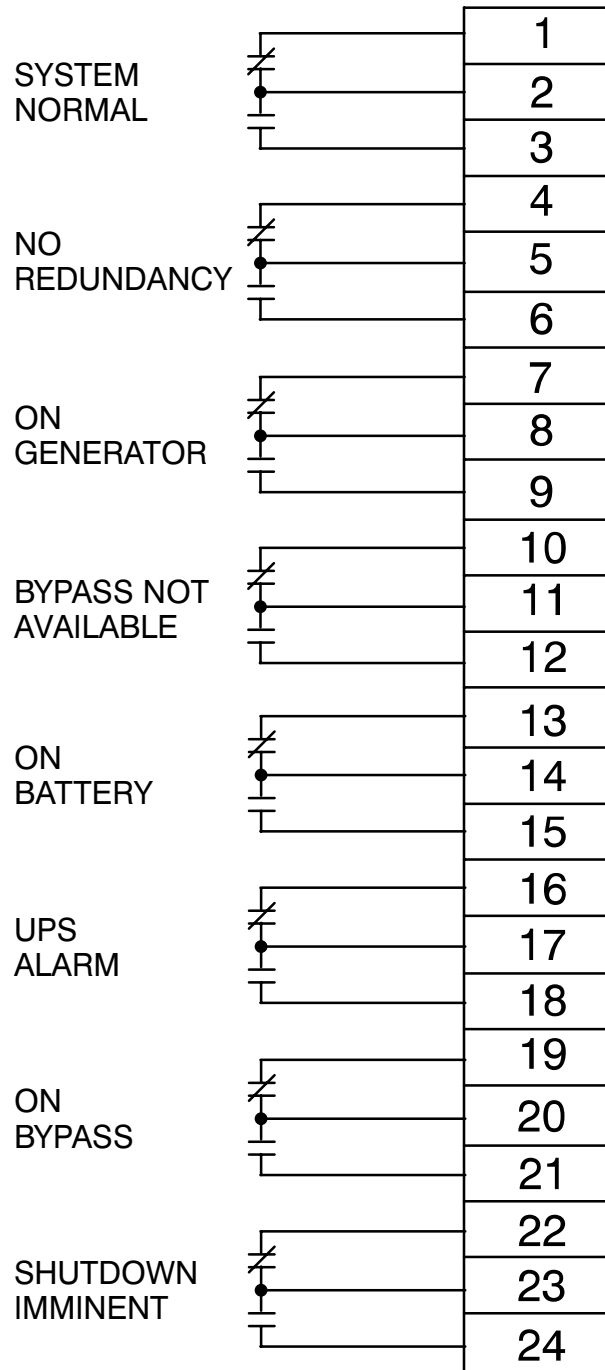 1
SYSTEM
NORMAL
2
3
4
NO
REDUNDANCY
5
6
7
ON
GENERATOR
8
9
10
BYPASS NOT
AVAILABLE
11
12
13
ON
BATTERY
14
15
16
UPS
ALARM
17
18
19
ON
BYPASS
20
21
22
SHUTDOWN
IMMINENT
23
24